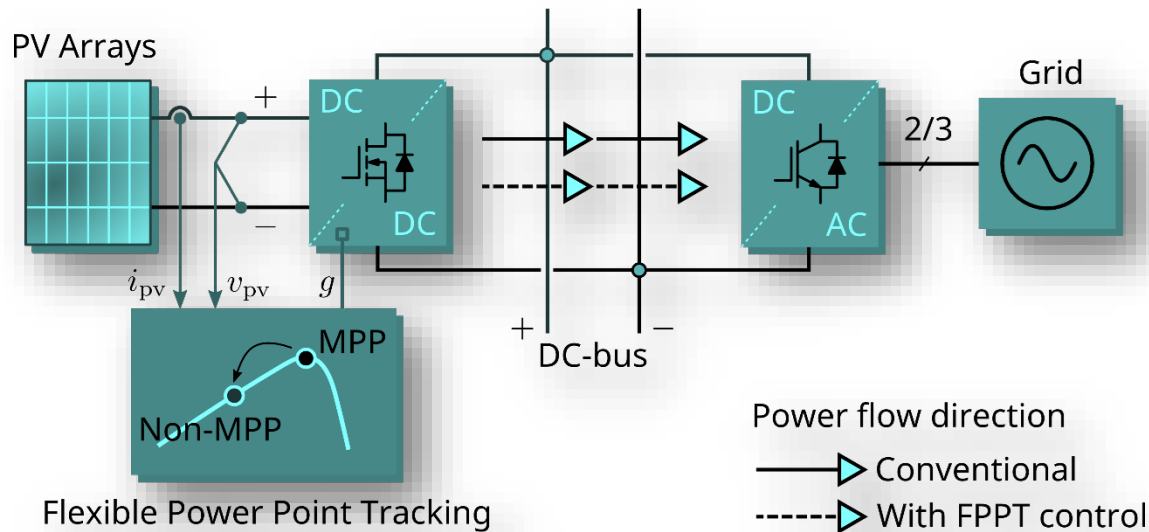 PV Arrays
Grid
+
DC
DC
2/3
−
DC
AC
i_pv
v_pv
g
+
−
DC-bus
MPP
Non-MPP
Flexible Power Point Tracking
Power flow direction
Conventional
With FPPT control